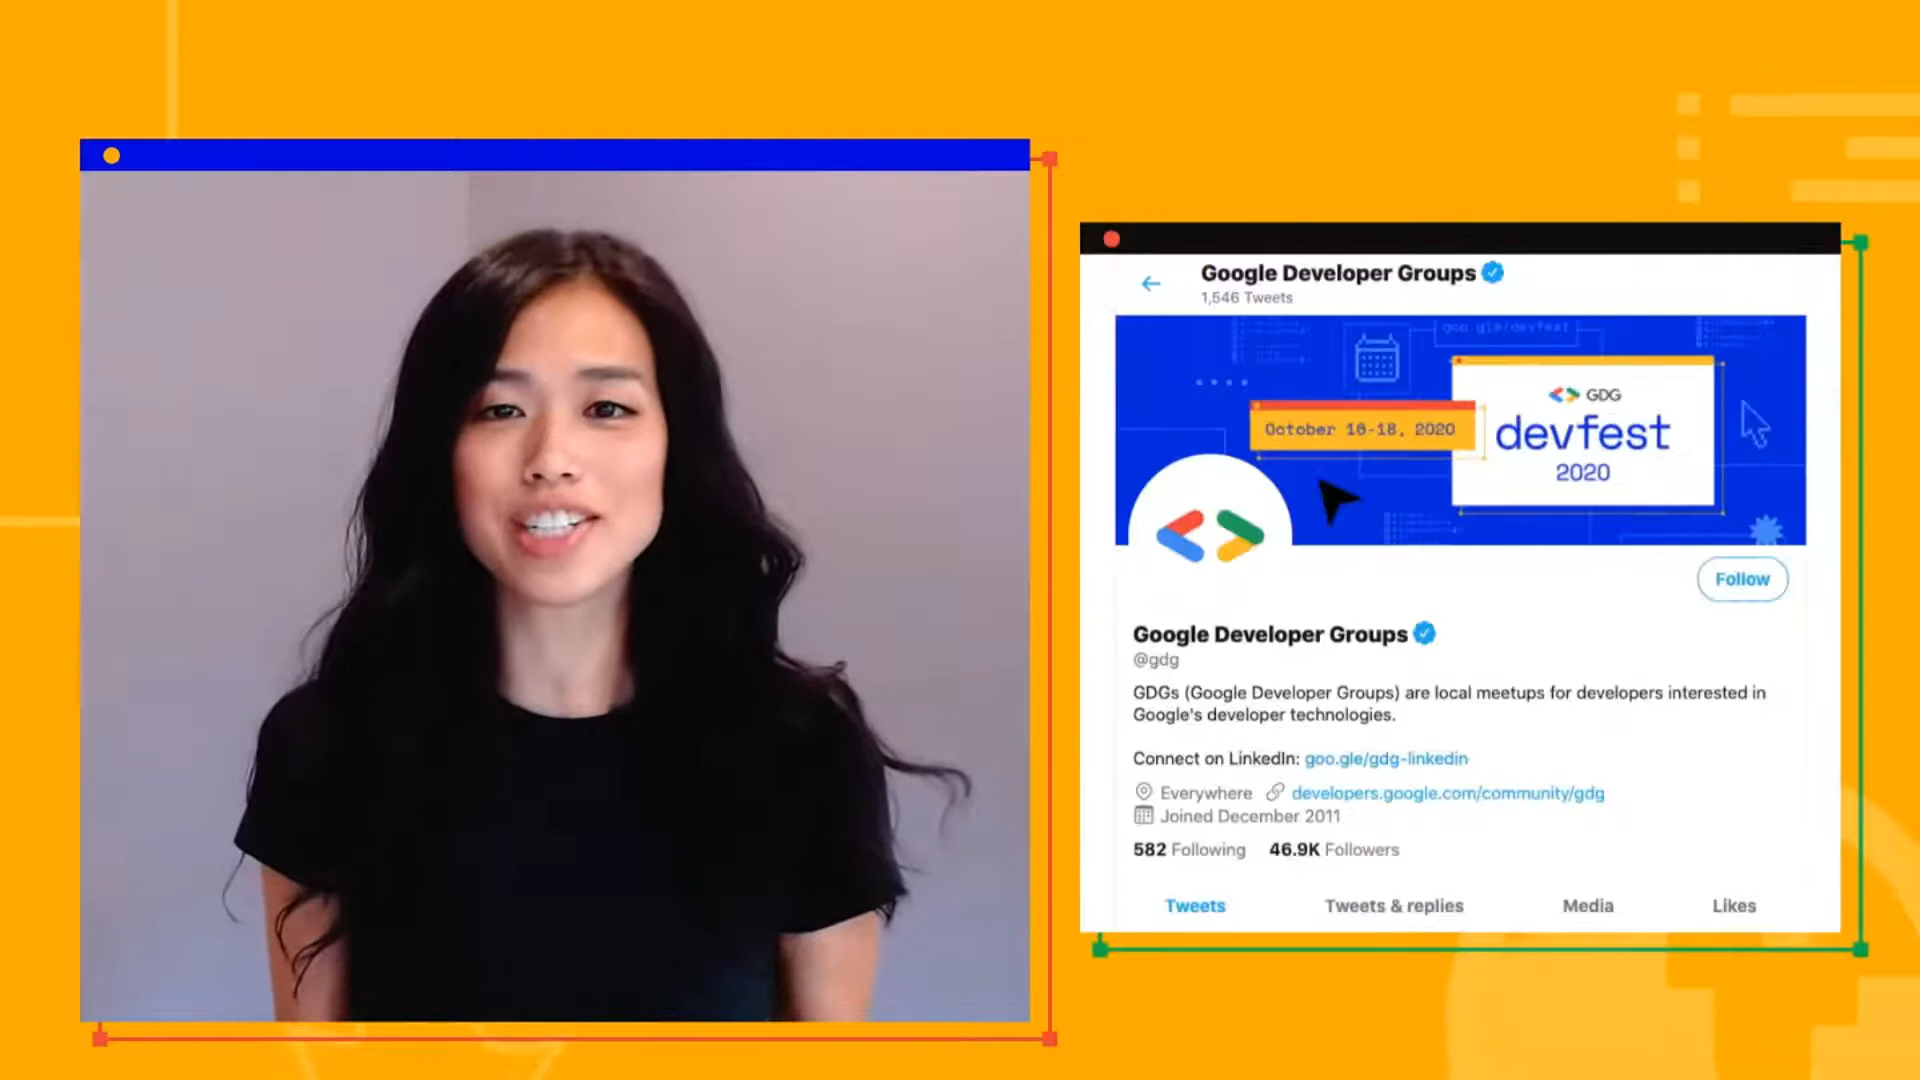 Google Developer Groups
1,546 Tweets
goo.gle/devfest
GDG
October 16-18, 2020
devfest
2020
Follow
Google Developer Groups
@gdg
GDGs (Google Developer Groups) are local meetups for developers interested in
Google's developer technologies.
Connect on LinkedIn: goo.gle/gdg-linkedin
Everywhere developers.google.com/community/gdg
Joined December 2011
582 Following 46.9K Followers
Tweets Tweets & replies Media Likes